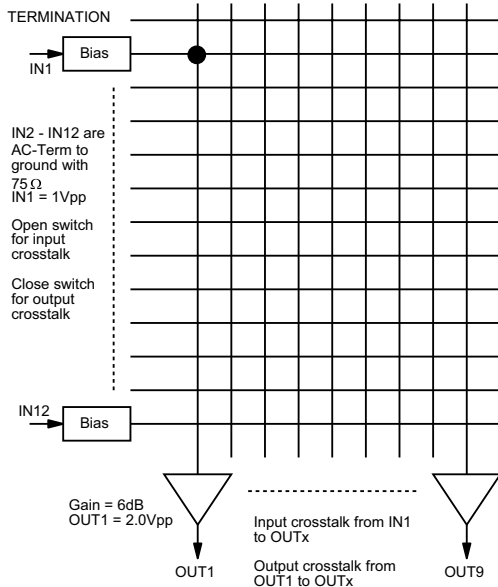 TERMINATION
Bias
IN1
IN2 - IN12 are
AC-Term to
ground with
75Ω
IN1 = 1Vpp
Open switch
for input
crosstalk
Close switch
for output
crosstalk
IN12
Bias
Gain = 6dB
OUT1 = 2.0Vpp
Input crosstalk from IN1
to OUTx
Output crosstalk from
OUT1 to OUTx
OUT1
OUT9